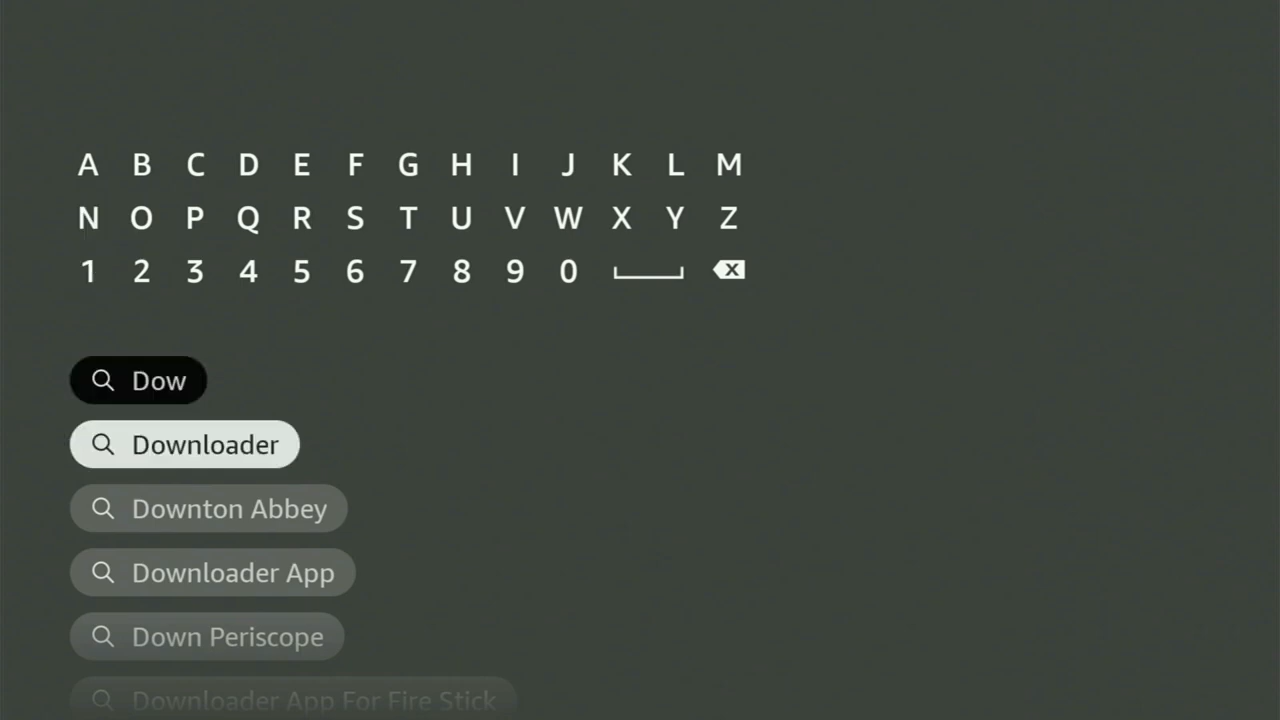 A B C D E F G H I J K L M
N O P Q R S T U V W X Y Z
1 2 3 4 5 6 7 8 9 0
Dow
Downloader
Downton Abbey
Downloader App
Down Periscope
Downloader App For Fire Stick